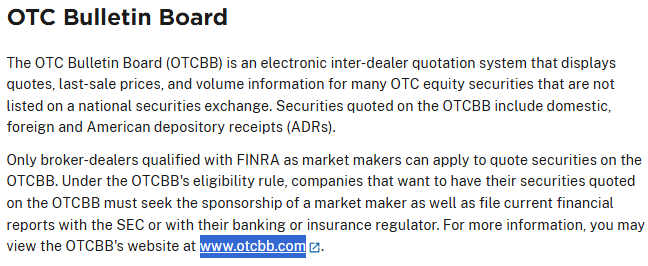 OTC Bulletin Board
The OTC Bulletin Board (OTCBB) is an electronic inter-dealer quotation system that displays
quotes, last-sale prices, and volume information for many OTC equity securities that are not
listed on a national securities exchange. Securities quoted on the OTCBB include domestic,
foreign and American depository receipts (ADRs).
Only broker-dealers qualified with FINRA as market makers can apply to quote securities on the
OTCBB. Under the OTCBB's eligibility rule, companies that want to have their securities quoted
on the OTCBB must seek the sponsorship of a market maker as well as file current financial
reports with the SEC or with their banking or insurance regulator. For more information, you may
view the OTCBB's website at www.otcbb.com.